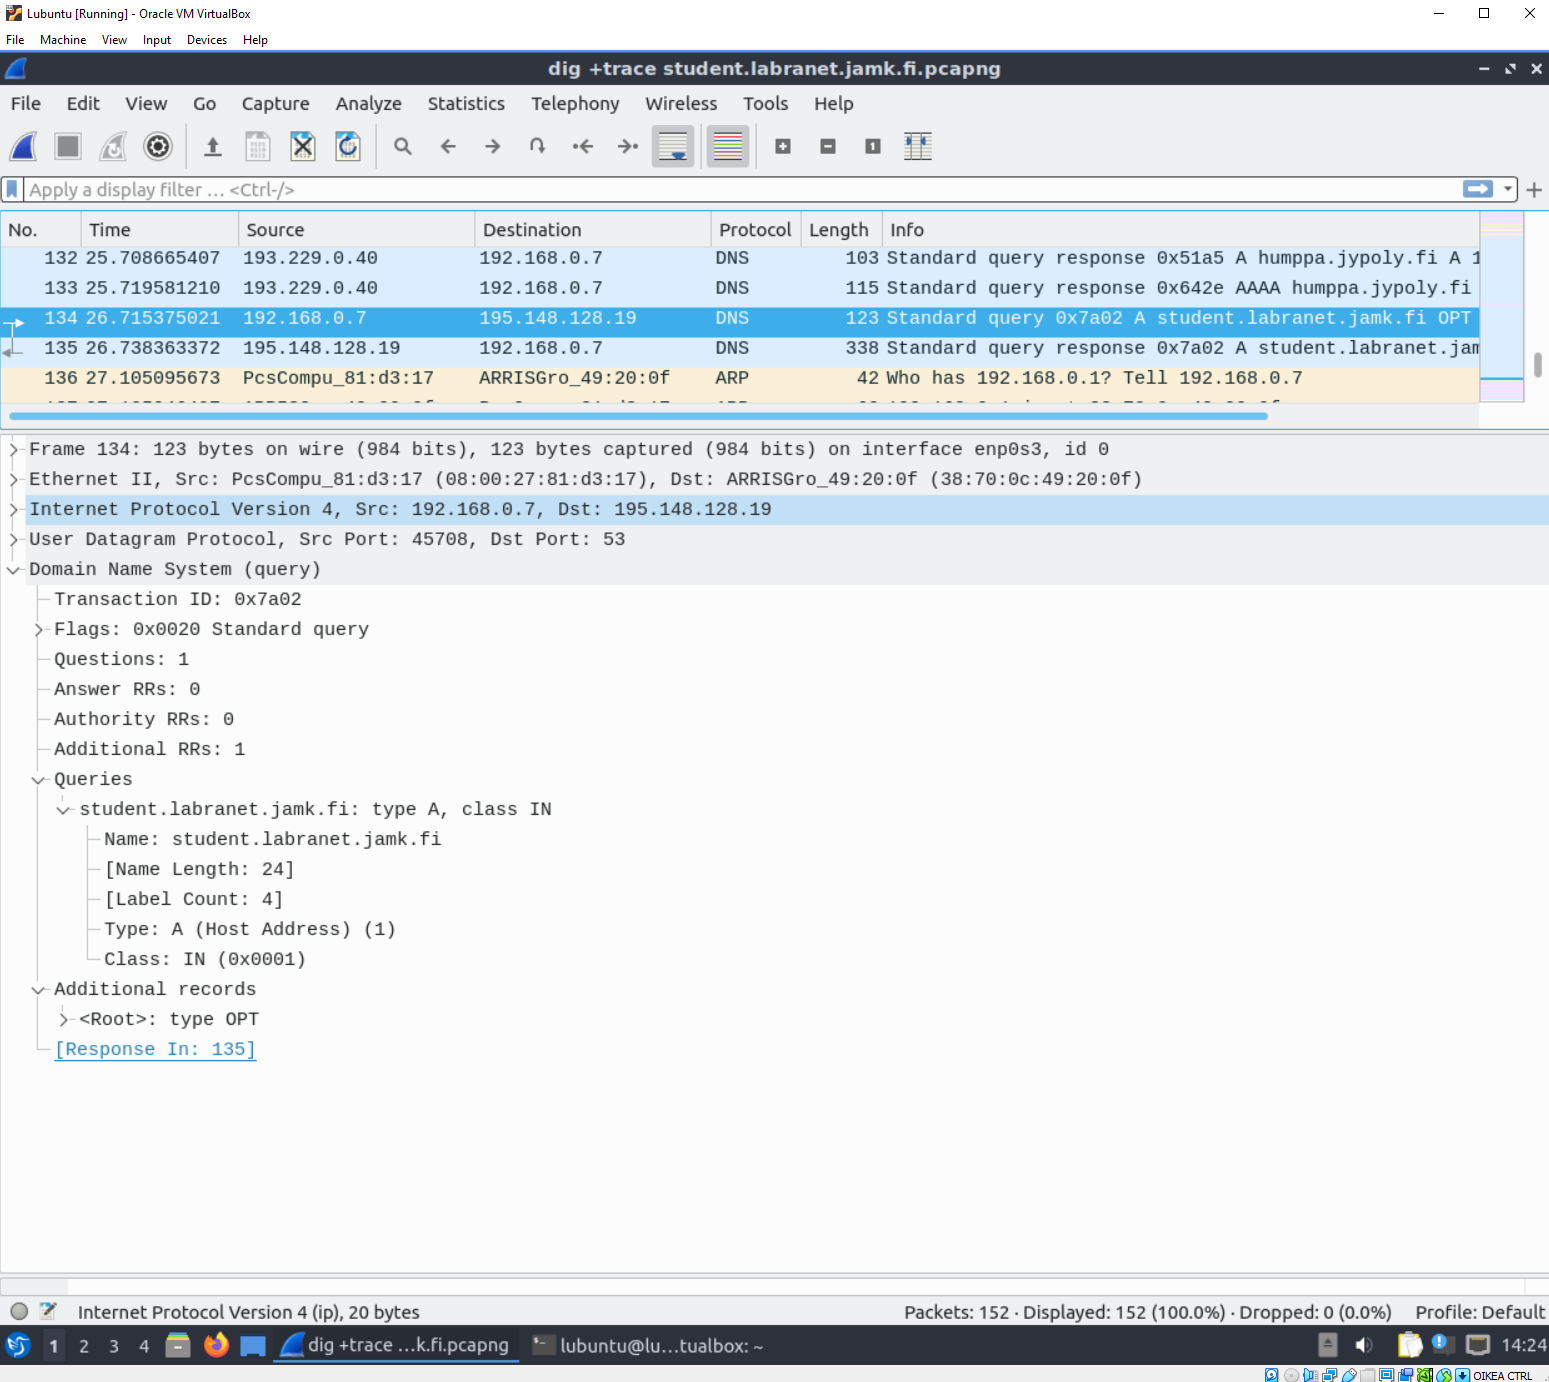 Lubuntu [Running] - Oracle VM VirtualBox
File Machine View Input Devices Help
dig +trace student.labranet.jamk.fi.pcapng
File Edit View Go Capture Analyze Statistics Telephony Wireless Tools Help
Apply a display filter … <Ctrl-/>
No. Time Source Destination Protocol Length Info
132 25.708665407 193.229.0.40 192.168.0.7 DNS 103 Standard query response 0x51a5 A humppa.jypoly.fi A 1
133 25.719581210 193.229.0.40 192.168.0.7 DNS 115 Standard query response 0x642e AAAA humppa.jypoly.fi
134 26.715375021 192.168.0.7 195.148.128.19 DNS 123 Standard query 0x7a02 A student.labranet.jamk.fi OPT
135 26.738363372 195.148.128.19 192.168.0.7 DNS 338 Standard query response 0x7a02 A student.labranet.jam
136 27.105095673 PcsCompu_81:d3:17 ARRISGro_49:20:0f ARP 42 Who has 192.168.0.1? Tell 192.168.0.7
Frame 134: 123 bytes on wire (984 bits), 123 bytes captured (984 bits) on interface enp0s3, id 0
Ethernet II, Src: PcsCompu_81:d3:17 (08:00:27:81:d3:17), Dst: ARRISGro_49:20:0f (38:70:0c:49:20:0f)
Internet Protocol Version 4, Src: 192.168.0.7, Dst: 195.148.128.19
User Datagram Protocol, Src Port: 45708, Dst Port: 53
Domain Name System (query)
Transaction ID: 0x7a02
Flags: 0x0020 Standard query
Questions: 1
Answer RRs: 0
Authority RRs: 0
Additional RRs: 1
Queries
student.labranet.jamk.fi: type A, class IN
Name: student.labranet.jamk.fi
[Name Length: 24]
[Label Count: 4]
Type: A (Host Address) (1)
Class: IN (0x0001)
Additional records
<Root>: type OPT
[Response In: 135]
Internet Protocol Version 4 (ip), 20 bytes Packets: 152 · Displayed: 152 (100.0%) · Dropped: 0 (0.0%) Profile: Default
1 2 3 4 dig +trace …k.fi.pcapng lubuntu@lu…tualbox: ~ 14:24
OIKEA CTRL